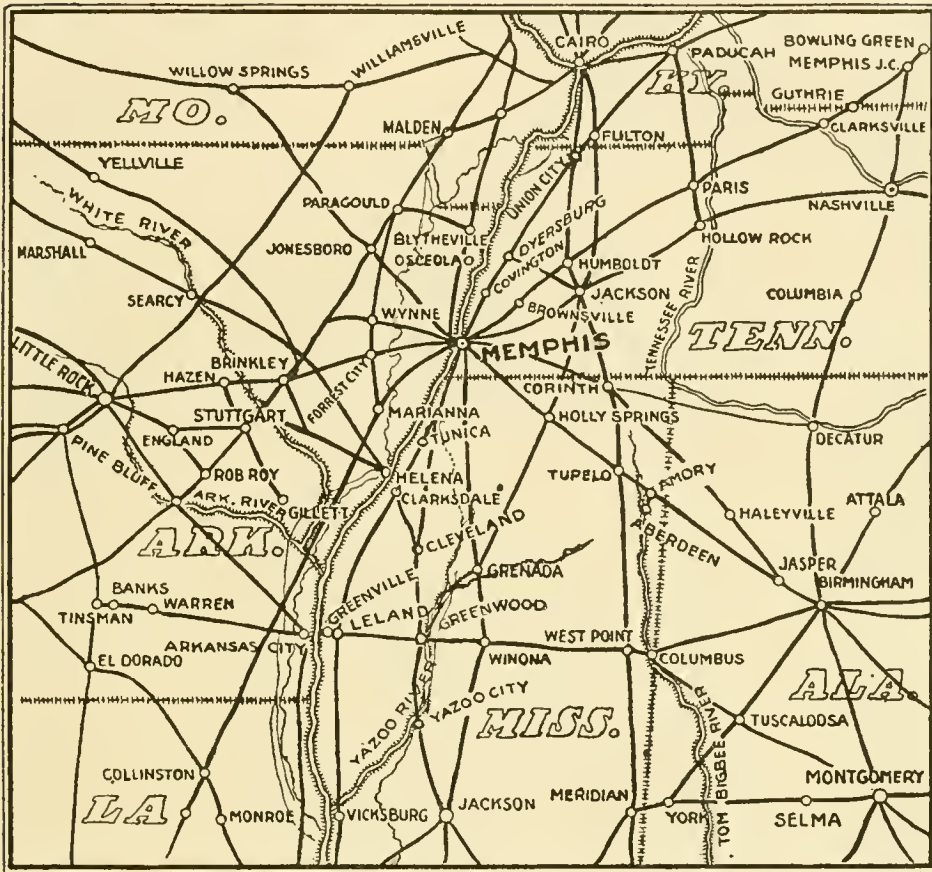 CAIRO
PADUCAH
BOWLING GREEN
MEMPHIS J.C.
WILLIAMSVILLE
WILLOW SPRINGS
KY.
GUTHRIE
MO.
MALDEN
FULTON
CLARKSVILLE
YELLVILLE
UNION CITY
PARIS
WHITE RIVER
PARAGOULD
NASHVILLE
DYERSBURG
HOLLOW ROCK
MARSHALL
JONESBORO
BLYTHEVILLE
OSCEOLA
COVINGTON
HUMBOLDT
SEARCY
JACKSON
COLUMBIA
WYNNE
BROWNSVILLE
TENNESSEE RIVER
TENN.
LITTLE ROCK
BRINKLEY
MEMPHIS
HAZEN
FORREST CITY
CORINTH
STUTTGART
MARIANNA
HOLLY SPRINGS
ENGLAND
TUNICA
DECATUR
PINE BLUFF
ROB ROY
HELENA
TUPELO
AMORY
ARK. RIVER
GILLETT
CLARKSDALE
ATTALA
ABERDEEN
HALEYVILLE
ARK.
CLEVELAND
GRENADA
JASPER
BIRMINGHAM
BANKS
TINSMAN
WARREN
GREENVILLE
LELAND
GREENWOOD
ARKANSAS CITY
WEST POINT
EL DORADO
WINONA
COLUMBUS
ALA.
YAZOO RIVER
YAZOO CITY
MISS.
TOM BIGBEE RIVER
TUSCALOOSA
COLLINSTON
MONTGOMERY
LA
MONROE
VICKSBURG
JACKSON
MERIDIAN
YORK
SELMA